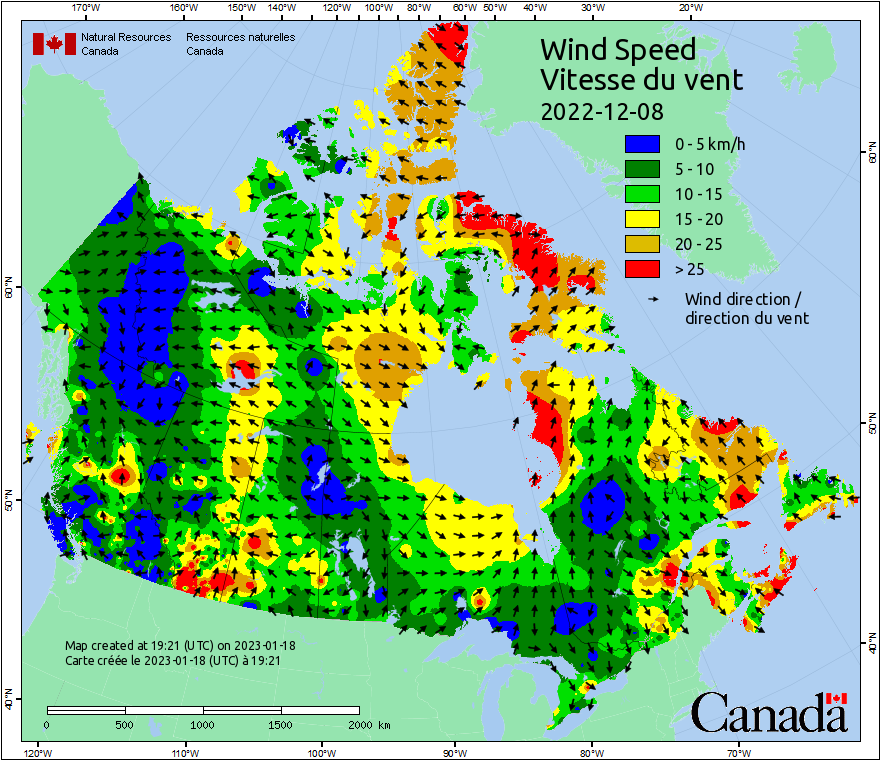 170°W 160°W 150°W 140°W 130°W 120°W 110°W 100°W 90°W 80°W 70°W 60°W 50°W 40°W 30°W 20°W
Natural Resources Canada
Ressources naturelles Canada
Wind Speed
Vitesse du vent
2022-12-08
0 - 5 km/h
5 - 10
10 - 15
15 - 20
20 - 25
> 25
Wind direction /
direction du vent
60°N
60°N
50°N
50°N
40°N
40°N
Map created at 19:21 (UTC) on 2023-01-18
Carte créée le 2023-01-18 (UTC) à 19:21
0 500 1000 1500 2000 km
Canada
120°W 110°W 100°W 90°W 80°W 70°W